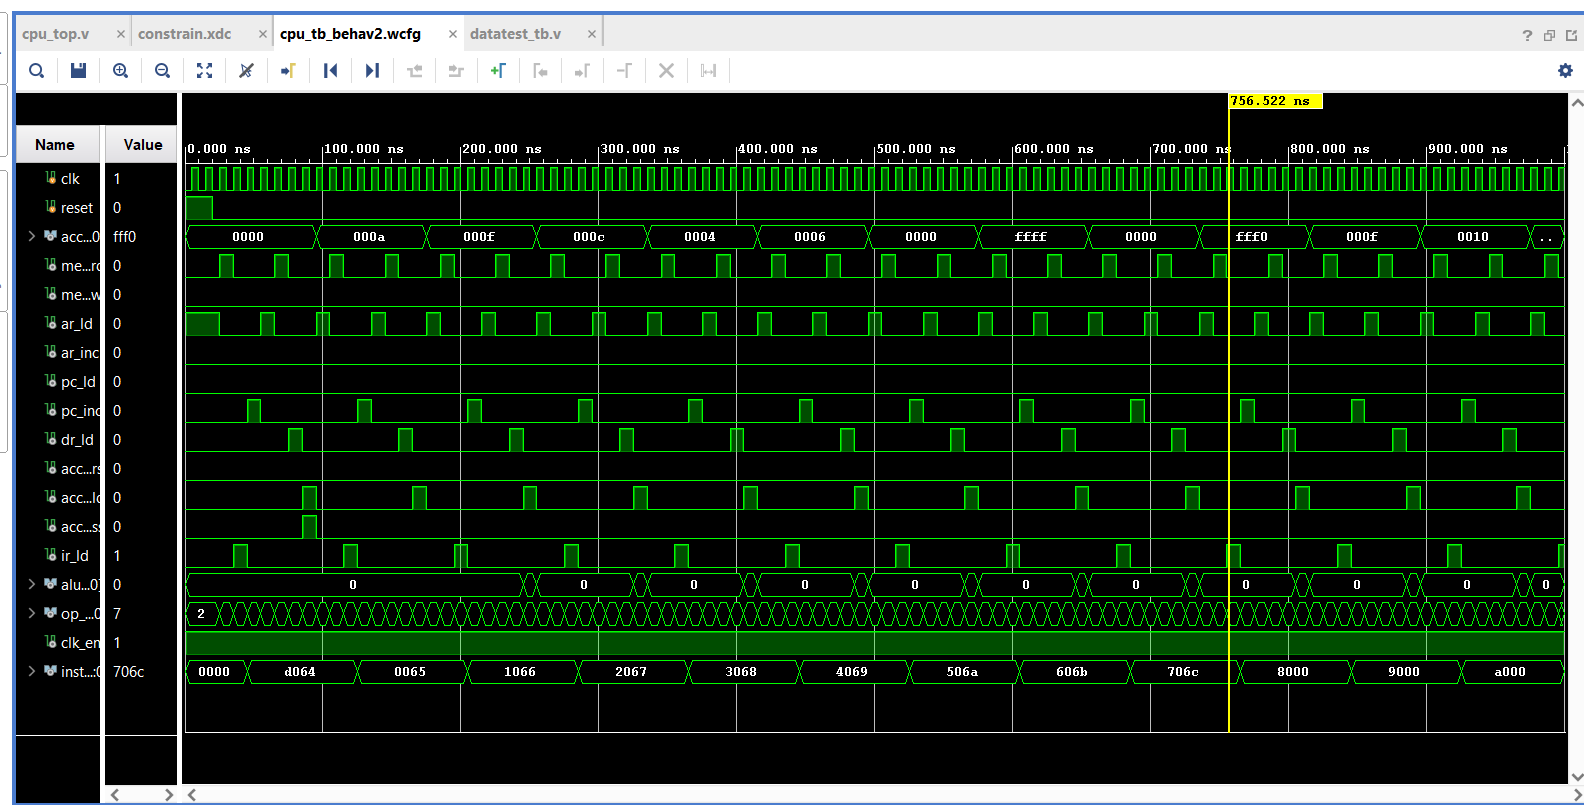 cpu_top.v × constrain.xdc × cpu_tb_behav2.wcfg × datatest_tb.v ×
756.522 ns
Name Value
0.000 ns 100.000 ns 200.000 ns 300.000 ns 400.000 ns 500.000 ns 600.000 ns 700.000 ns 800.000 ns 900.000 ns
clk 1
reset 0
acc...0 fff0 0000 000a 000f 000c 0004 0006 0000 ffff 0000 fff0 000f 0010 ..
me...rd 0
me...w 0
ar_ld 0
ar_inc 0
pc_ld 0
pc_inc 0
dr_ld 0
acc...rs 0
acc...ld 0
acc...ss 0
ir_ld 1
alu...0] 0 0 0 0 0 0 0 0 0 0 0 0
op_...0 7 2
clk_en 1
inst...:0 706c 0000 d064 0065 1066 2067 3068 4069 506a 606b 706c 8000 9000 a000